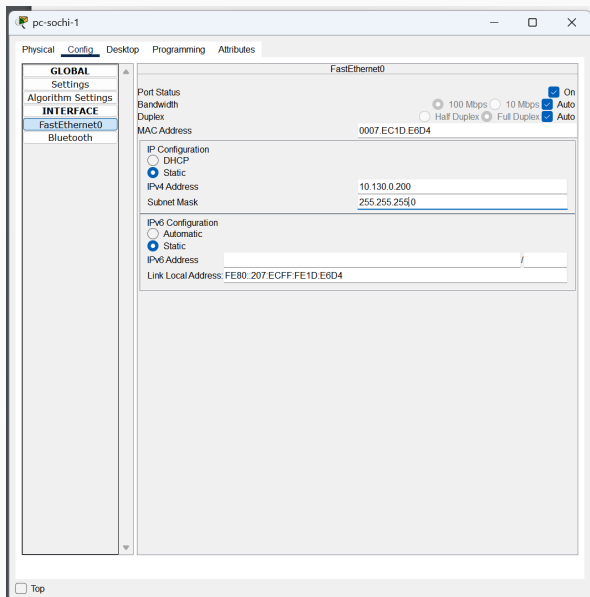 pc-sochi-1
Physical Config Desktop Programming Attributes
GLOBAL
Settings
Algorithm Settings
INTERFACE
FastEthernet0
Bluetooth
FastEthernet0
Port Status On
Bandwidth 100 Mbps 10 Mbps Auto
Duplex Half Duplex Full Duplex Auto
MAC Address 0007.EC1D.E6D4
IP Configuration
DHCP
Static
IPv4 Address 10.130.0.200
Subnet Mask 255.255.255.0
IPv6 Configuration
Automatic
Static
IPv6 Address /
Link Local Address: FE80::207:ECFF:FE1D:E6D4
Top